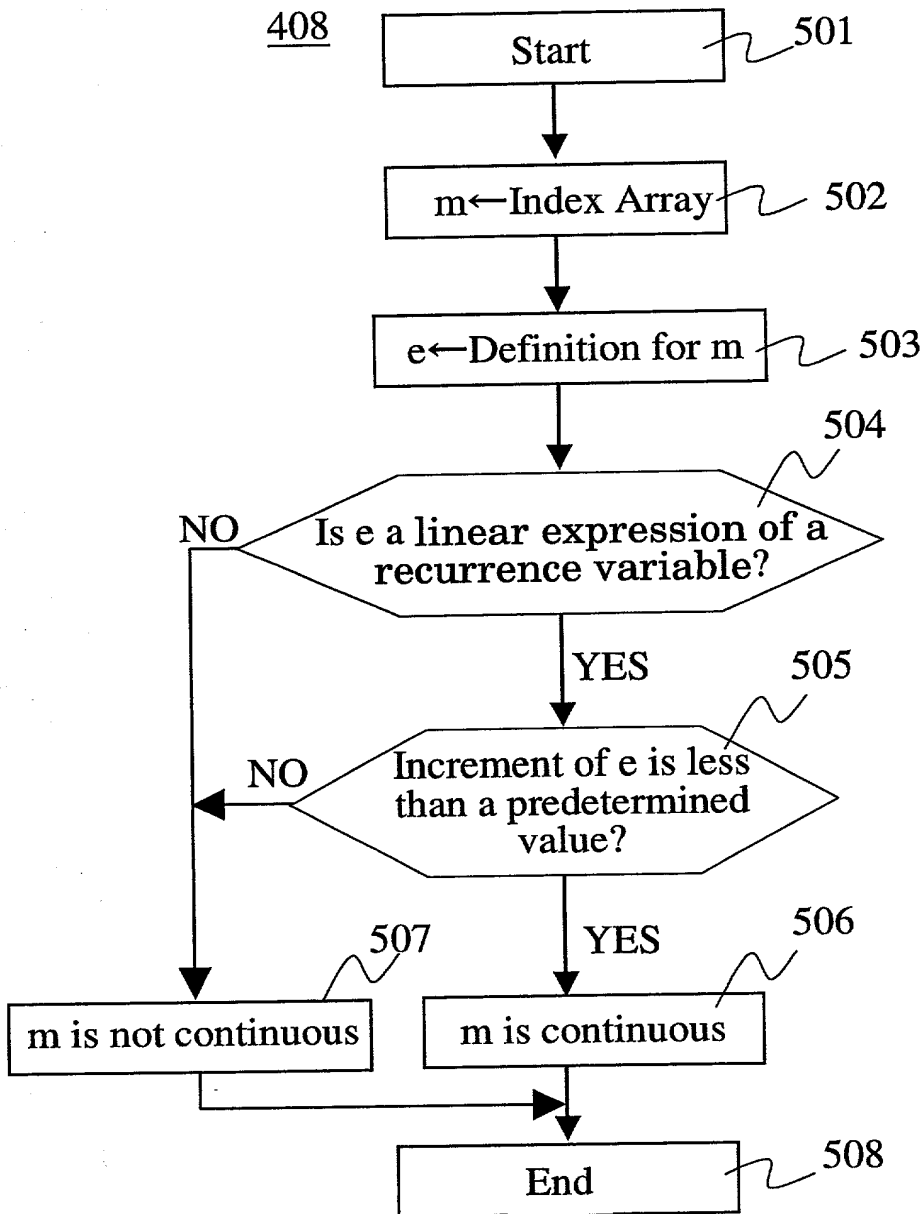 408
Start
501
m←Index Array
502
e←Definition for m
503
504
NO
Is e a linear expression of a
recurrence variable?
YES
505
NO
Increment of e is less
than a predetermined
value?
YES
507
506
m is not continuous
m is continuous
End
508